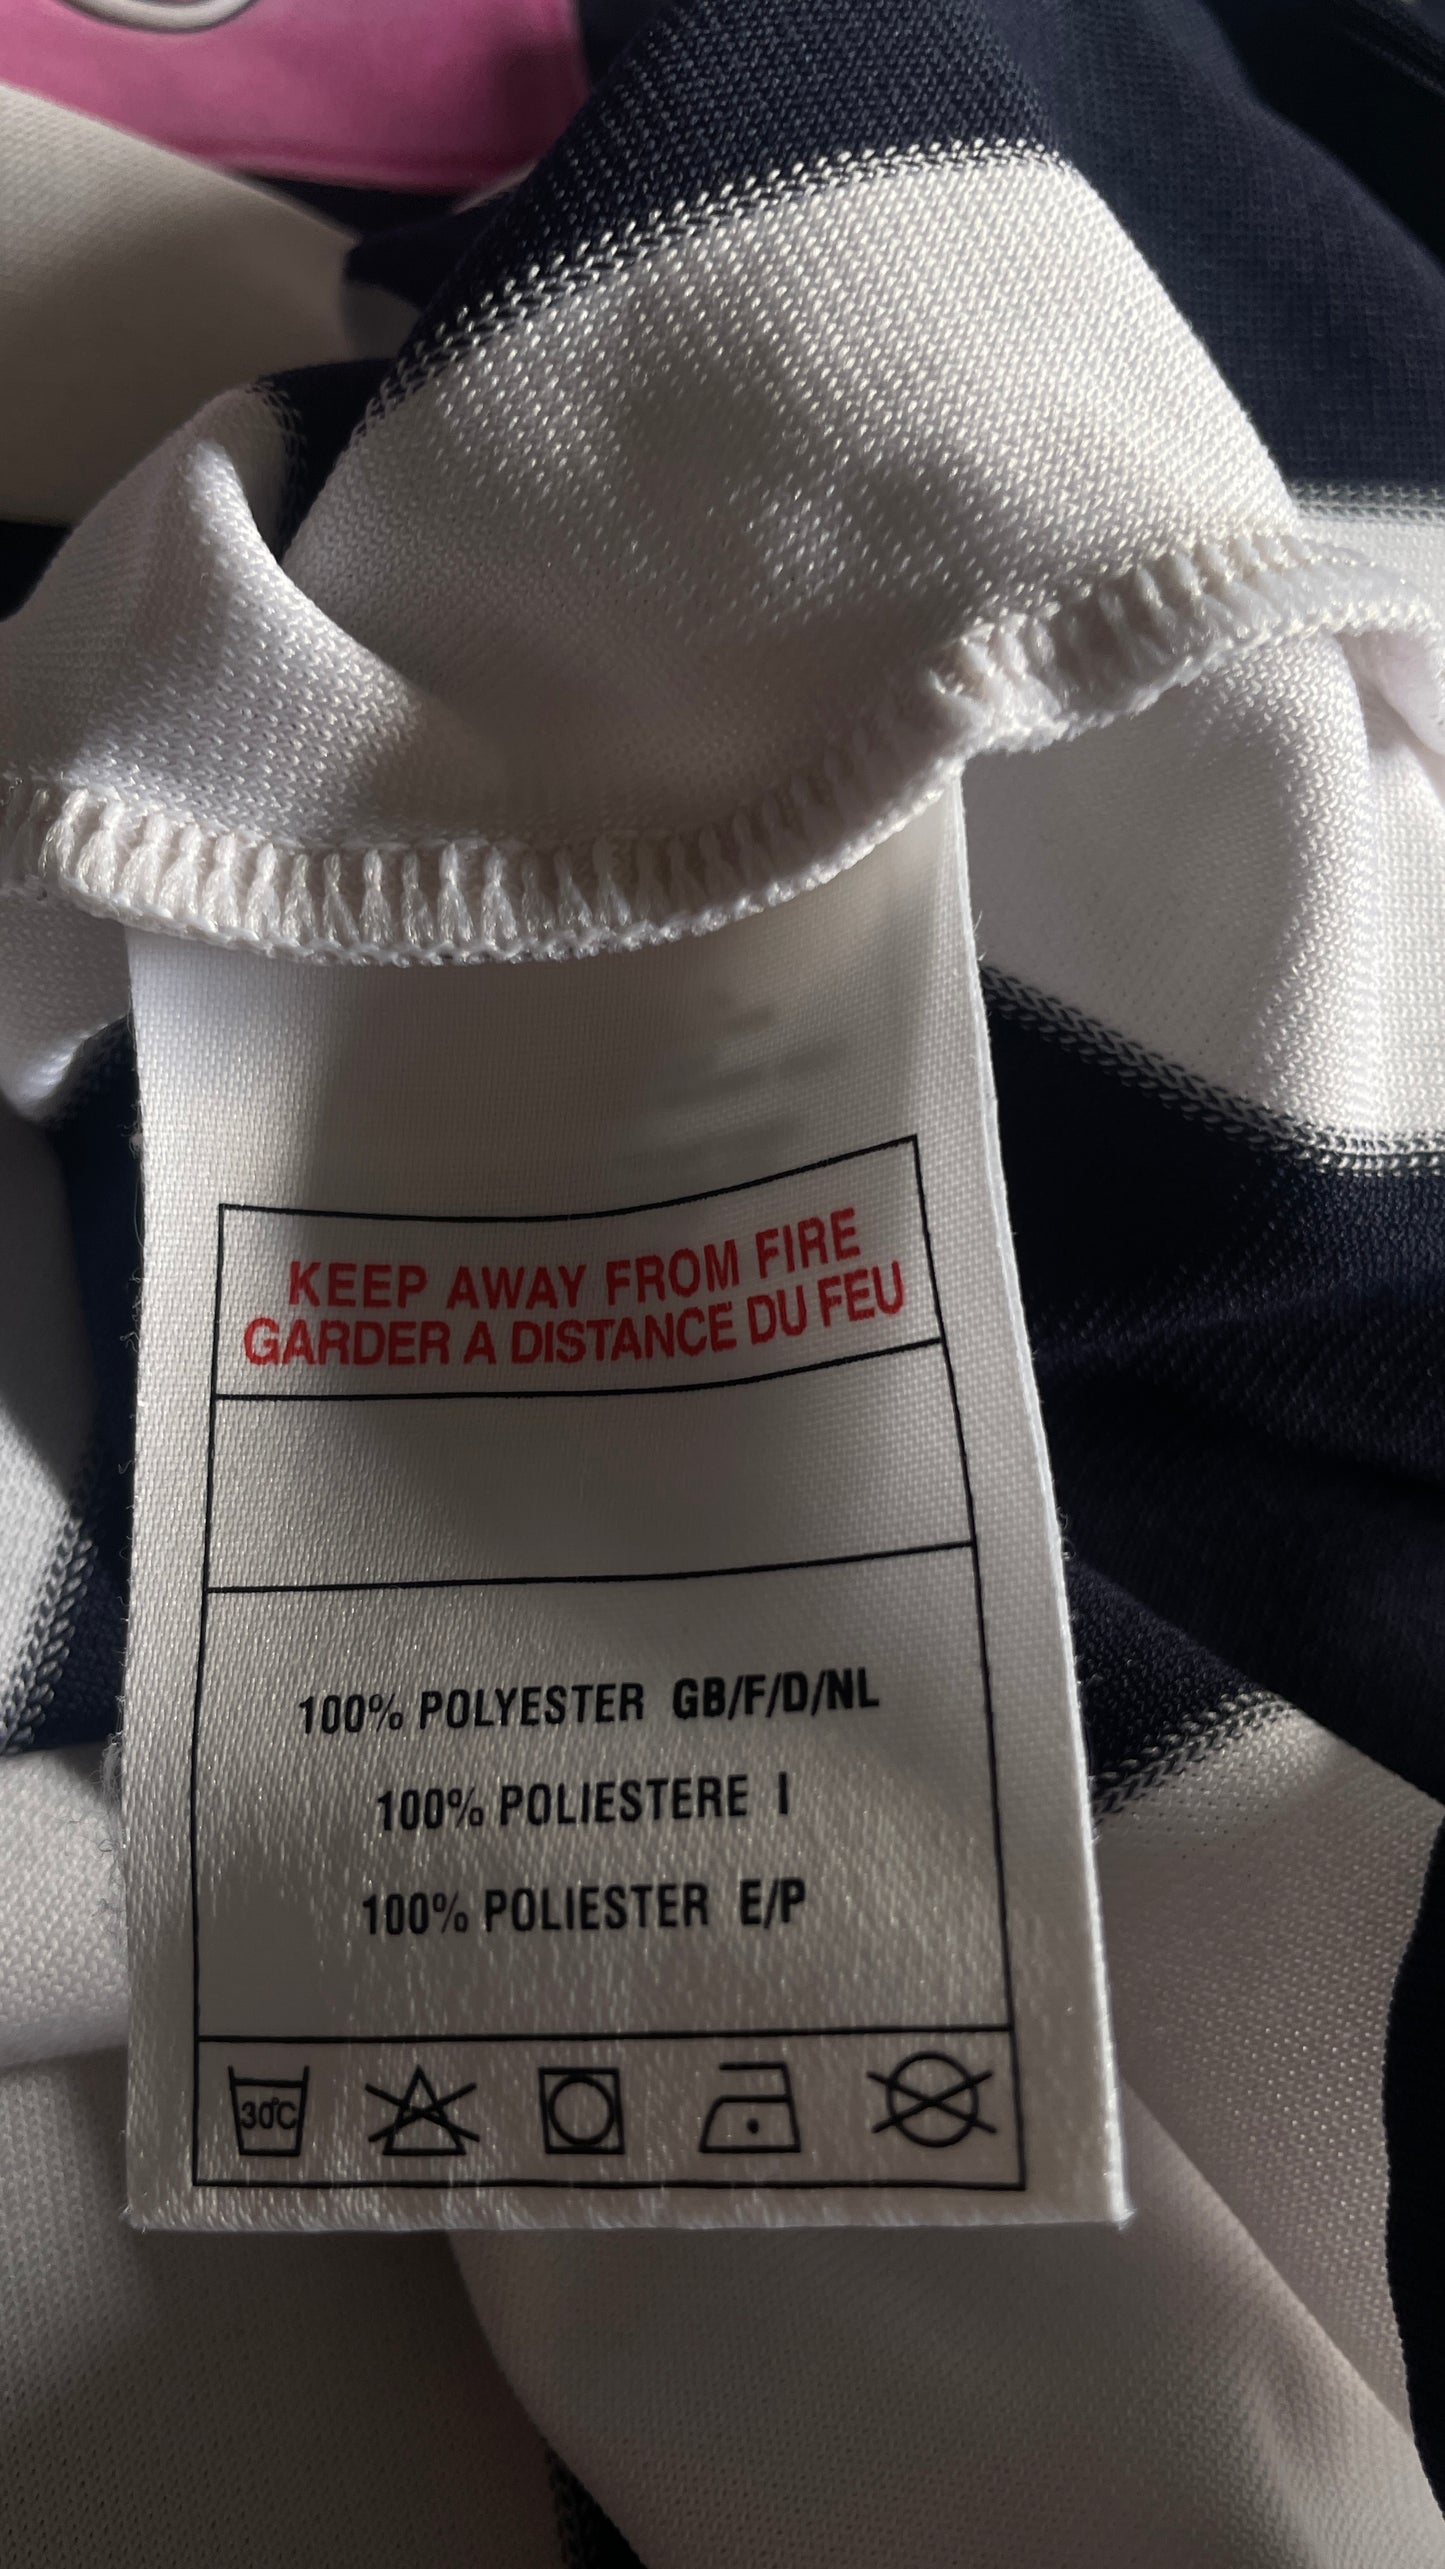 KEEP AWAY FROM FIRE
GARDER A DISTANCE DU FEU
100% POLYESTER GB/F/D/NL
100% POLIESTERE I
100% POLIESTER E/P
30°C